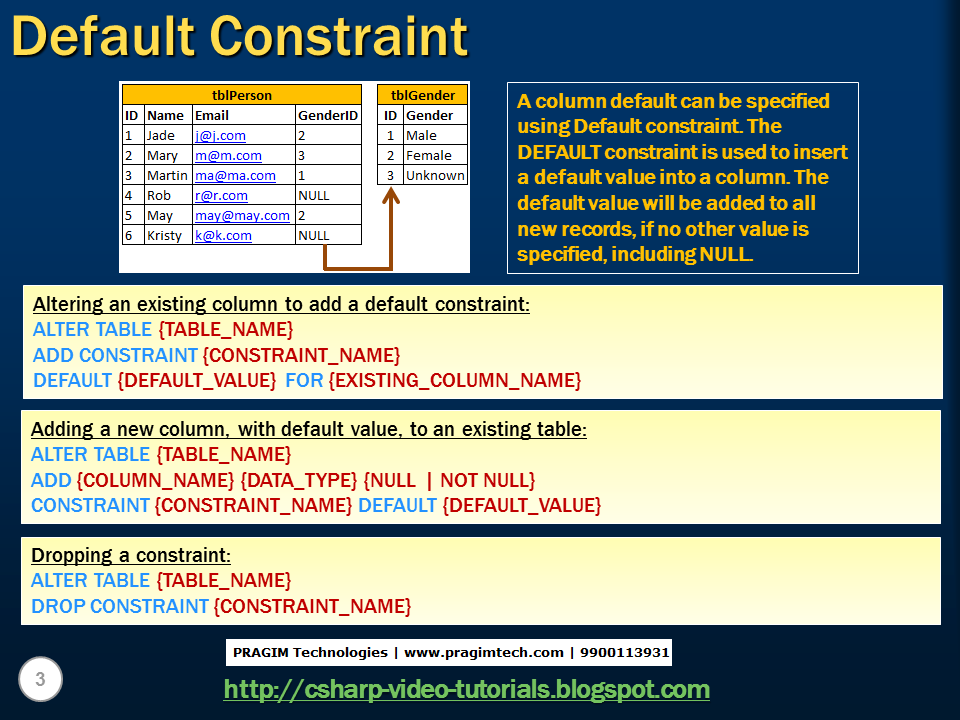 Default Constraint
tblPerson
ID Name Email GenderID
1 Jade j@j.com 2
2 Mary m@m.com 3
3 Martin ma@ma.com 1
4 Rob r@r.com NULL
5 May may@may.com 2
6 Kristy k@k.com NULL
tblGender
ID Gender
1 Male
2 Female
3 Unknown
A column default can be specified
using Default constraint. The
DEFAULT constraint is used to insert
a default value into a column. The
default value will be added to all
new records, if no other value is
specified, including NULL.
Altering an existing column to add a default constraint:
ALTER TABLE {TABLE_NAME}
ADD CONSTRAINT {CONSTRAINT_NAME}
DEFAULT {DEFAULT_VALUE} FOR {EXISTING_COLUMN_NAME}
Adding a new column, with default value, to an existing table:
ALTER TABLE {TABLE_NAME}
ADD {COLUMN_NAME} {DATA_TYPE} {NULL | NOT NULL}
CONSTRAINT {CONSTRAINT_NAME} DEFAULT {DEFAULT_VALUE}
Dropping a constraint:
ALTER TABLE {TABLE_NAME}
DROP CONSTRAINT {CONSTRAINT_NAME}
PRAGIM Technologies | www.pragimtech.com | 9900113931
3
http://csharp-video-tutorials.blogspot.com